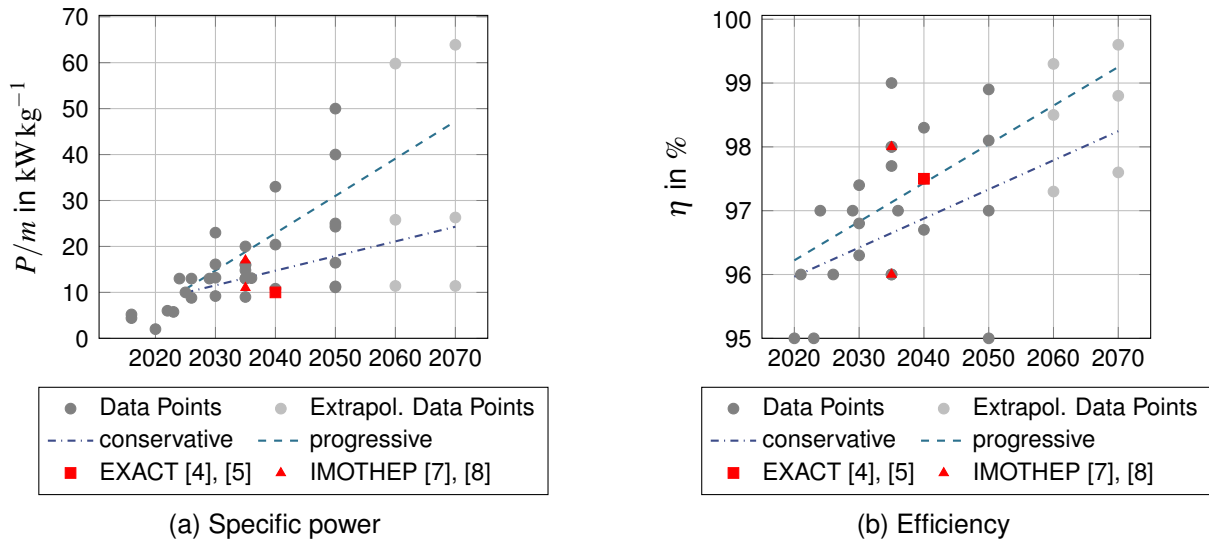 P/m in kW kg⁻¹
70
60
50
40
30
20
10
0
2020 2030 2040 2050 2060 2070
Data Points Extrapol. Data Points
conservative progressive
EXACT [4], [5] IMOTHEP [7], [8]
(a) Specific power
η in %
100
99
98
97
96
95
2020 2030 2040 2050 2060 2070
Data Points Extrapol. Data Points
conservative progressive
EXACT [4], [5] IMOTHEP [7], [8]
(b) Efficiency